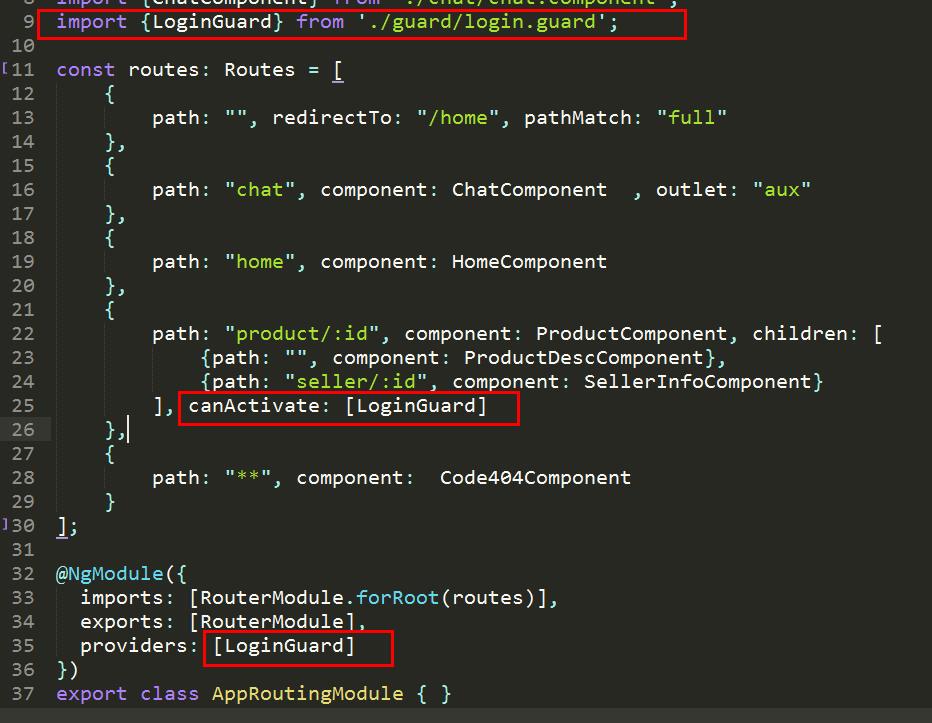 8 import {ChatComponent} from './chat/chat.component';
9 import {LoginGuard} from './guard/login.guard';
10
11 const routes: Routes = [
12 {
13 path: "", redirectTo: "/home", pathMatch: "full"
14 },
15 {
16 path: "chat", component: ChatComponent  , outlet: "aux"
17 },
18 {
19 path: "home", component: HomeComponent
20 },
21 {
22 path: "product/:id", component: ProductComponent, children: [
23 {path: "", component: ProductDescComponent},
24 {path: "seller/:id", component: SellerInfoComponent}
25 ], canActivate: [LoginGuard]
26 },
27 {
28 path: "**", component:  Code404Component
29 }
30 ];
31
32 @NgModule({
33 imports: [RouterModule.forRoot(routes)],
34 exports: [RouterModule],
35 providers: [LoginGuard]
36 })
37 export class AppRoutingModule { }